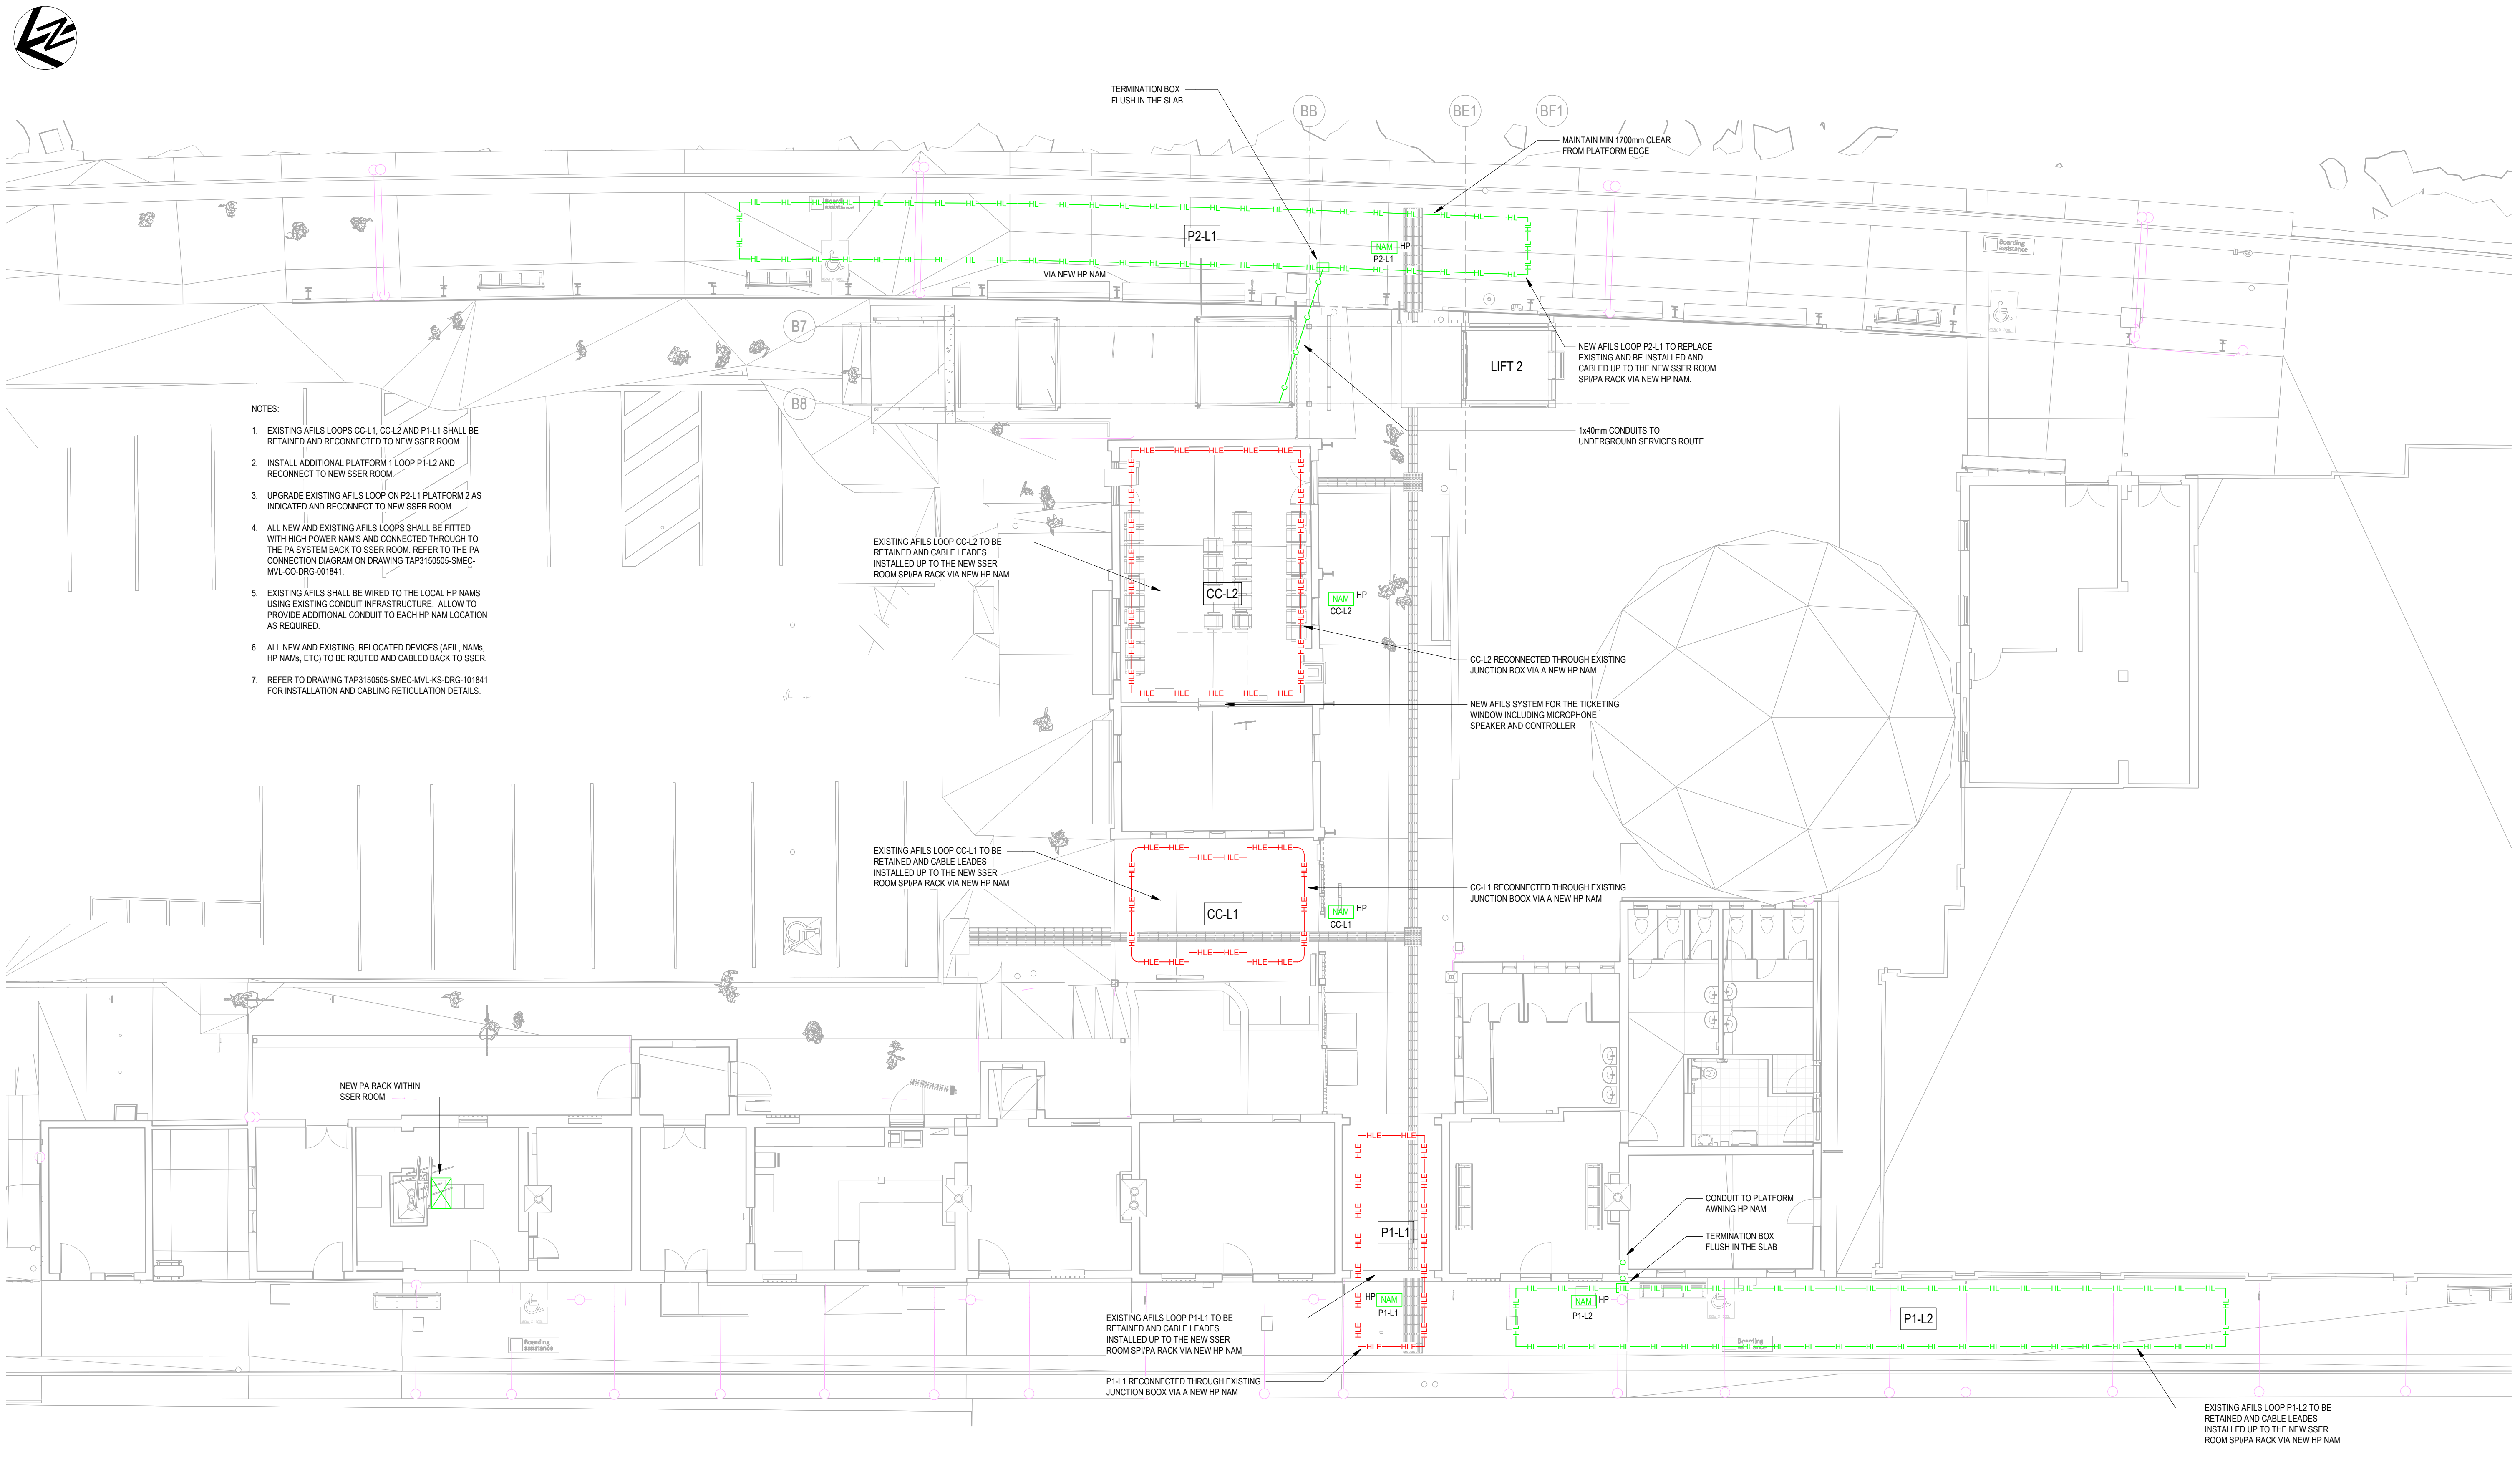 TERMINATION BOX
FLUSH IN THE SLAB
BB
BE1
BF1
MAINTAIN MIN 1700mm CLEAR
FROM PLATFORM EDGE
Boarding
assistance
P2-L1
NAM
HP
P2-L1
VIA NEW HP NAM
Boarding
assistance
B7
B8
LIFT 2
NEW AFILS LOOP P2-L1 TO REPLACE
EXISTING AND BE INSTALLED AND
CABLED UP TO THE NEW SSER ROOM
SPI/PA RACK VIA NEW HP NAM.
1x40mm CONDUITS TO
UNDERGROUND SERVICES ROUTE
NOTES:
1. EXISTING AFILS LOOPS CC-L1, CC-L2 AND P1-L1 SHALL BE
RETAINED AND RECONNECTED TO NEW SSER ROOM.
2. INSTALL ADDITIONAL PLATFORM 1 LOOP P1-L2 AND
RECONNECT TO NEW SSER ROOM.
3. UPGRADE EXISTING AFILS LOOP ON P2-L1 PLATFORM 2 AS
INDICATED AND RECONNECT TO NEW SSER ROOM.
4. ALL NEW AND EXISTING AFILS LOOPS SHALL BE FITTED
WITH HIGH POWER NAM'S AND CONNECTED THROUGH TO
THE PA SYSTEM BACK TO SSER ROOM. REFER TO THE PA
CONNECTION DIAGRAM ON DRAWING TAP3150505-SMEC-
MVL-CO-DRG-001841.
5. EXISTING AFILS SHALL BE WIRED TO THE LOCAL HP NAMS
USING EXISTING CONDUIT INFRASTRUCTURE. ALLOW TO
PROVIDE ADDITIONAL CONDUIT TO EACH HP NAM LOCATION
AS REQUIRED.
6. ALL NEW AND EXISTING, RELOCATED DEVICES (AFIL, NAMs,
HP NAMs, ETC) TO BE ROUTED AND CABLED BACK TO SSER.
7. REFER TO DRAWING TAP3150505-SMEC-MVL-KS-DRG-101841
FOR INSTALLATION AND CABLING RETICULATION DETAILS.
EXISTING AFILS LOOP CC-L2 TO BE
RETAINED AND CABLE LEADES
INSTALLED UP TO THE NEW SSER
ROOM SPI/PA RACK VIA NEW HP NAM
CC-L2
NAM
HP
CC-L2
CC-L2 RECONNECTED THROUGH EXISTING
JUNCTION BOX VIA A NEW HP NAM
NEW AFILS SYSTEM FOR THE TICKETING
WINDOW INCLUDING MICROPHONE
SPEAKER AND CONTROLLER
EXISTING AFILS LOOP CC-L1 TO BE
RETAINED AND CABLE LEADES
INSTALLED UP TO THE NEW SSER
ROOM SPI/PA RACK VIA NEW HP NAM
CC-L1
NAM
HP
CC-L1
CC-L1 RECONNECTED THROUGH EXISTING
JUNCTION BOOX VIA A NEW HP NAM
NEW PA RACK WITHIN
SSER ROOM
P1-L1
CONDUIT TO PLATFORM
AWNING HP NAM
TERMINATION BOX
FLUSH IN THE SLAB
HP
NAM
P1-L1
NAM
HP
P1-L2
P1-L2
EXISTING AFILS LOOP P1-L1 TO BE
RETAINED AND CABLE LEADES
INSTALLED UP TO THE NEW SSER
ROOM SPI/PA RACK VIA NEW HP NAM
Boarding
assistance
Boarding
P1-L1 RECONNECTED THROUGH EXISTING
JUNCTION BOOX VIA A NEW HP NAM
EXISTING AFILS LOOP P1-L2 TO BE
RETAINED AND CABLE LEADES
INSTALLED UP TO THE NEW SSER
ROOM SPI/PA RACK VIA NEW HP NAM